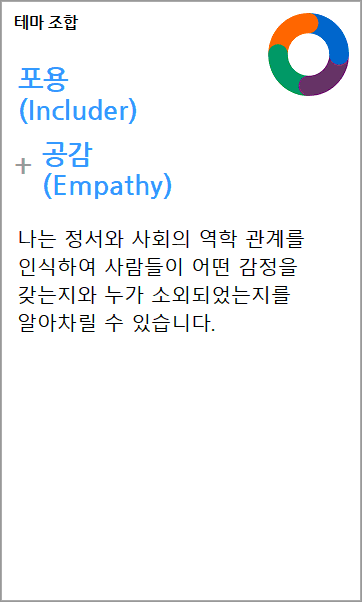 테마 조합
포용
(Includer)
+ 공감
(Empathy)
나는 정서와 사회의 역학 관계를
인식하여 사람들이 어떤 감정을
갖는지와 누가 소외되었는지를
알아차릴 수 있습니다.